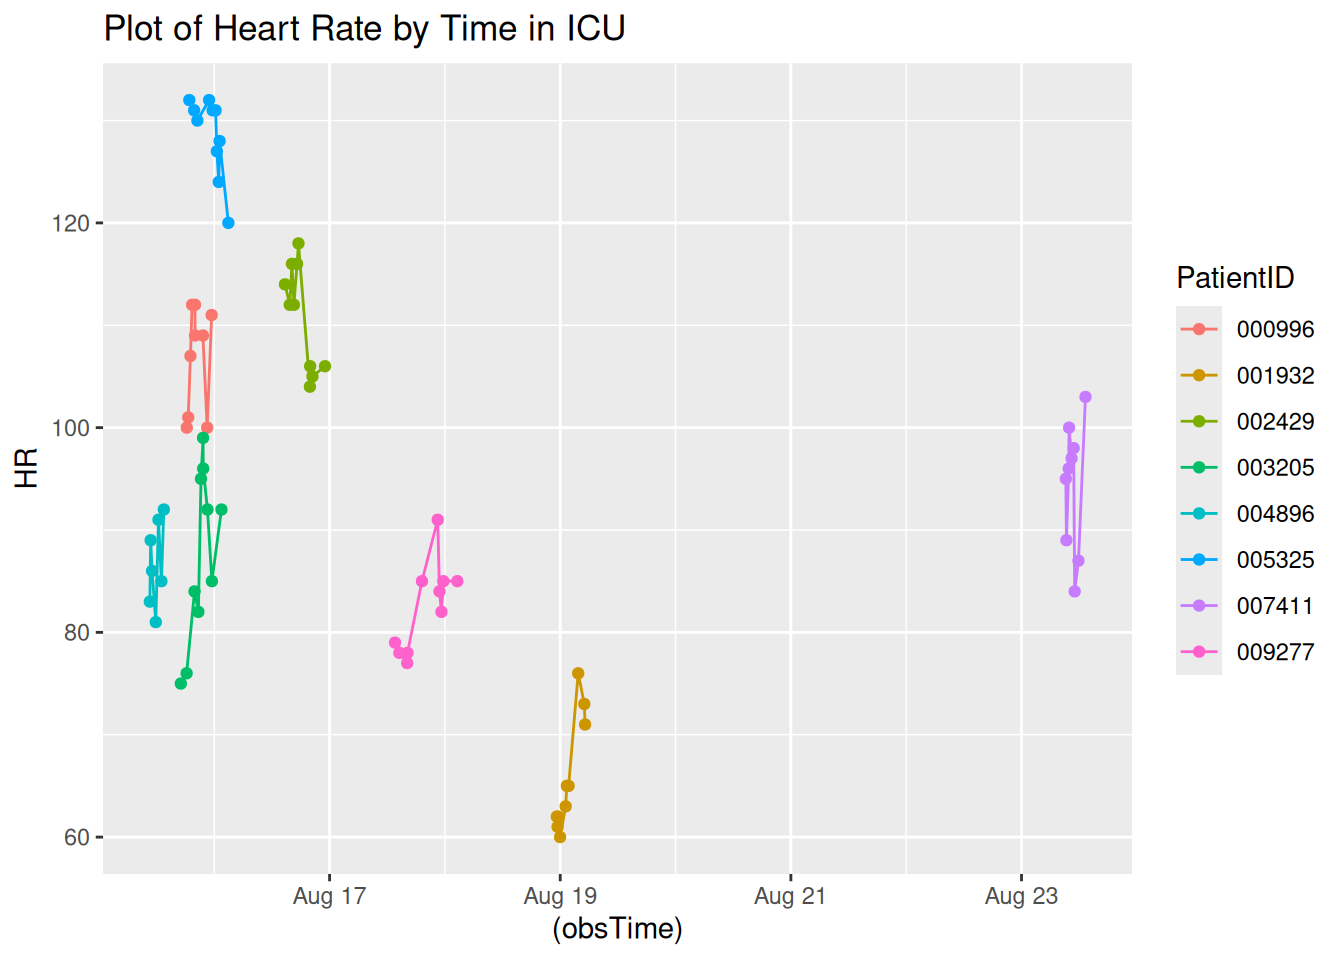 Plot of Heart Rate by Time in ICU
HR
120
100
80
60
Aug 17
Aug 19
Aug 21
Aug 23
(obsTime)
PatientID
000996
001932
002429
003205
004896
005325
007411
009277